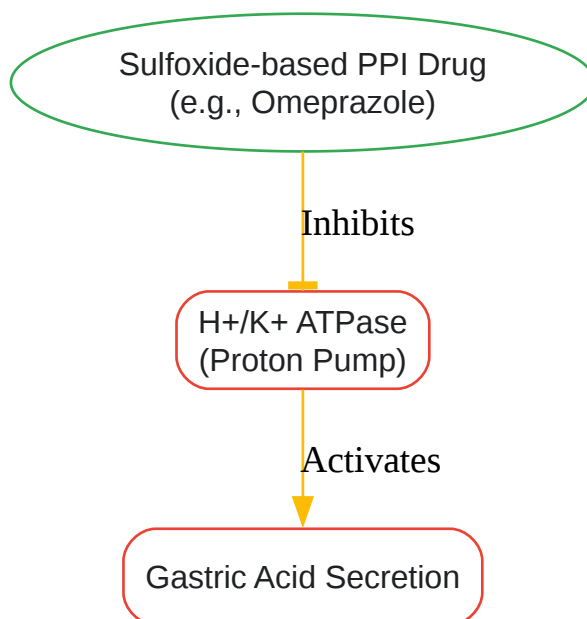 Sulfoxide-based PPI Drug
(e.g., Omeprazole)
Inhibits
H+/K+ ATPase
(Proton Pump)
Activates
Gastric Acid Secretion